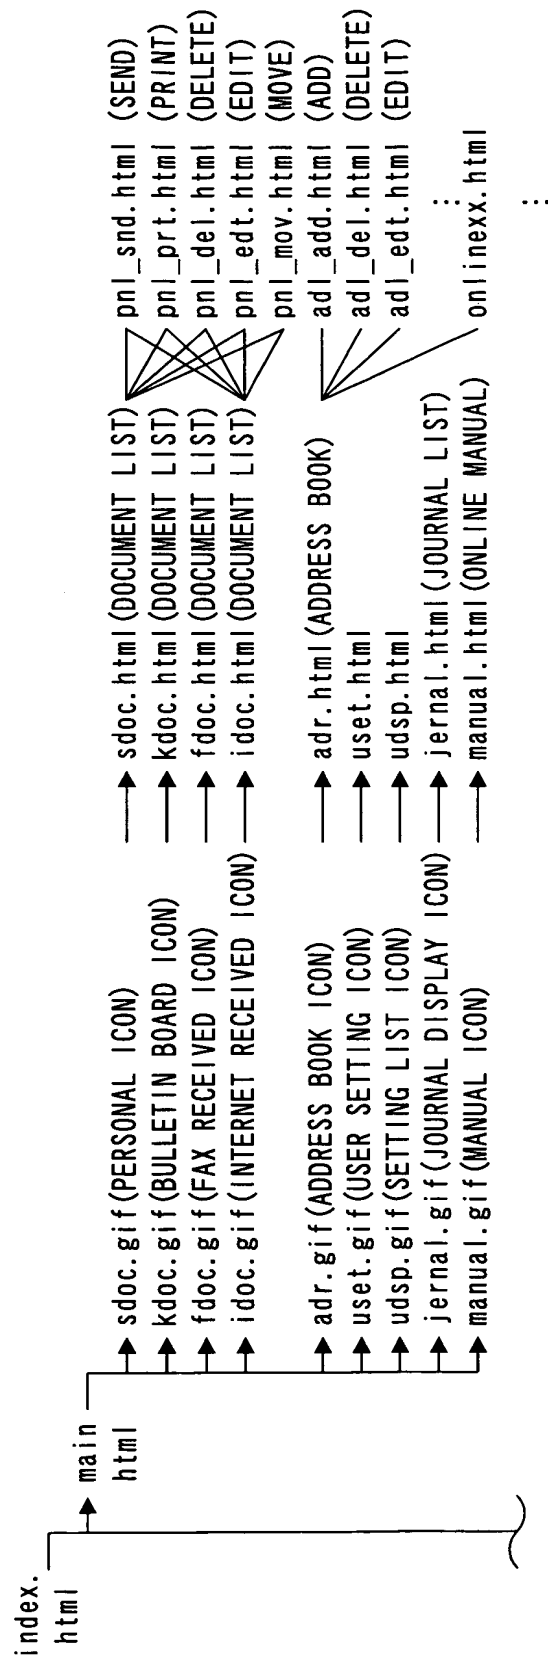 index.
html
main
html
sdoc.gif(PERSONAL ICON)
kdoc.gif(BULLETIN BOARD ICON)
fdoc.gif(FAX RECEIVED ICON)
idoc.gif(INTERNET RECEIVED ICON)
adr.gif(ADDRESS BOOK ICON)
uset.gif(USER SETTING ICON)
udsp.gif(SETTING LIST ICON)
jernal.gif(JOURNAL DISPLAY ICON)
manual.gif(MANUAL ICON)
sdoc.html(DOCUMENT LIST)
kdoc.html(DOCUMENT LIST)
fdoc.html(DOCUMENT LIST)
idoc.html(DOCUMENT LIST)
adr.html(ADDRESS BOOK)
uset.html
udsp.html
jernal.html(JOURNAL LIST)
manual.html(ONLINE MANUAL)
pnl_snd.html (SEND)
pnl_prt.html (PRINT)
pnl_del.html (DELETE)
pnl_edt.html (EDIT)
pnl_mov.html (MOVE)
adl_add.html (ADD)
adl_del.html (DELETE)
adl_edt.html (EDIT)
onlinexx.html